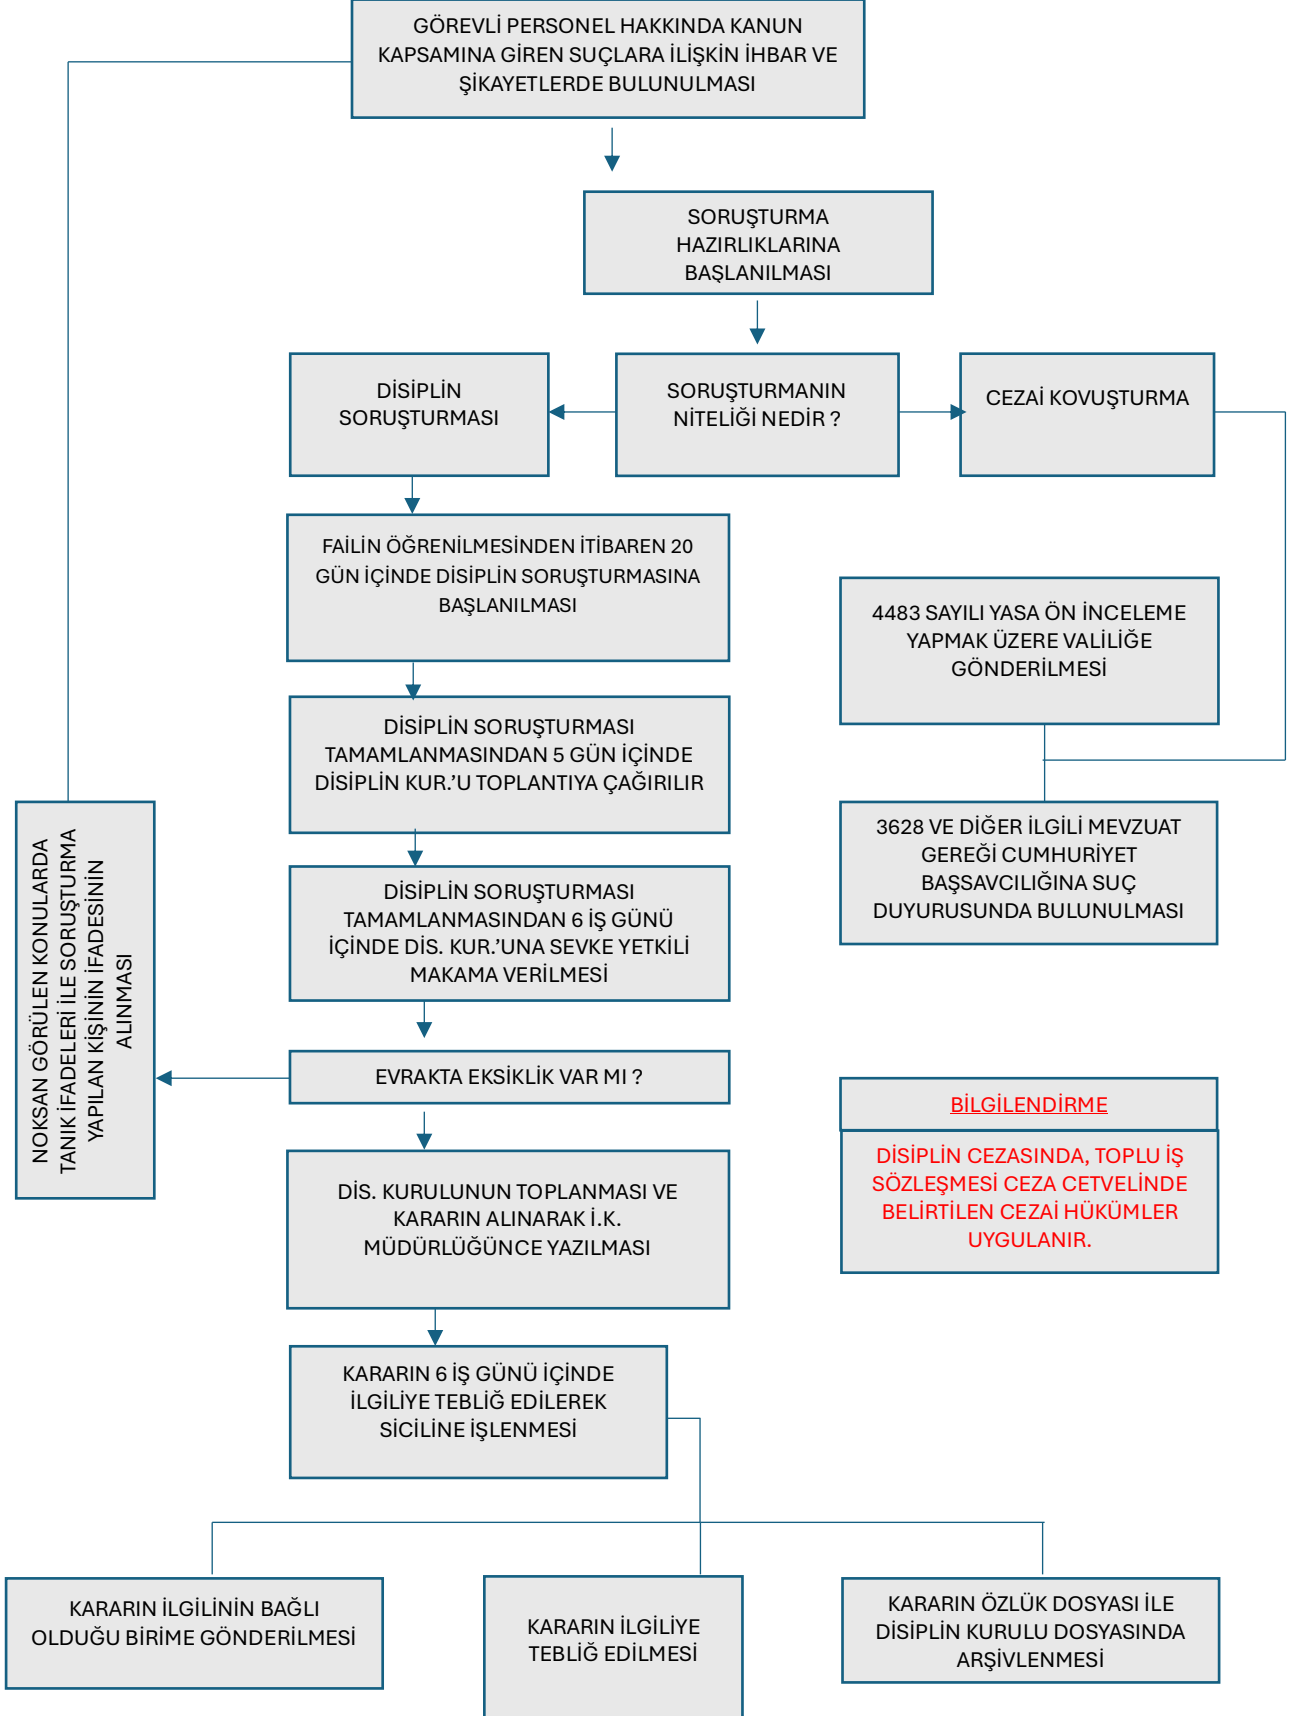 GÖREVLİ PERSONEL HAKKINDA KANUN
KAPSAMINA GİREN SUÇLARA İLİŞKİN İHBAR VE
ŞİKAYETLERDE BULUNULMASI
SORUŞTURMA
HAZIRLIKLARINA
BAŞLANILMASI
DİSİPLİN
SORUŞTURMASI
SORUŞTURMANIN
NİTELİĞİ NEDİR ?
CEZAİ KOVUŞTURMA
FAİLİN ÖĞRENİLMESİNDEN İTİBAREN 20
GÜN İÇİNDE DİSİPLİN SORUŞTURMASINA
BAŞLANILMASI
4483 SAYILI YASA ÖN İNCELEME
YAPMAK ÜZERE VALİLİĞE
GÖNDERİLMESİ
DİSİPLİN SORUŞTURMASI
TAMAMLANMASINDAN 5 GÜN İÇİNDE
DİSİPLİN KUR.’U TOPLANTIYA ÇAĞIRILIR
3628 VE DİĞER İLGİLİ MEVZUAT
GEREĞİ CUMHURİYET
BAŞSAVCILIĞINA SUÇ
DUYURUSUNDA BULUNULMASI
DİSİPLİN SORUŞTURMASI
TAMAMLANMASINDAN 6 İŞ GÜNÜ
İÇİNDE DİS. KUR.’UNA SEVKE YETKİLİ
MAKAMA VERİLMESİ
NOKSAN GÖRÜLEN KONULARDA
TANIK İFADELERİ İLE SORUŞTURMA
YAPILAN KİŞİNİN İFADESİNİN
ALINMASI
EVRAKTA EKSİKLİK VAR MI ?
BİLGİLENDİRME
DİSİPLİN CEZASINDA, TOPLU İŞ
SÖZLEŞMESİ CEZA CETVELİNDE
BELİRTİLEN CEZAİ HÜKÜMLER
UYGULANIR.
DİS. KURULUNUN TOPLANMASI VE
KARARIN ALINARAK İ.K.
MÜDÜRLÜĞÜNCE YAZILMASI
KARARIN 6 İŞ GÜNÜ İÇİNDE
İLGİLİYE TEBLİĞ EDİLEREK
SİCİLİNE İŞLENMESİ
KARARIN İLGİLİNİN BAĞLI
OLDUĞU BİRİME GÖNDERİLMESİ
KARARIN İLGİLİYE
TEBLİĞ EDİLMESİ
KARARIN ÖZLÜK DOSYASI İLE
DİSİPLİN KURULU DOSYASINDA
ARŞİVLENMESİ